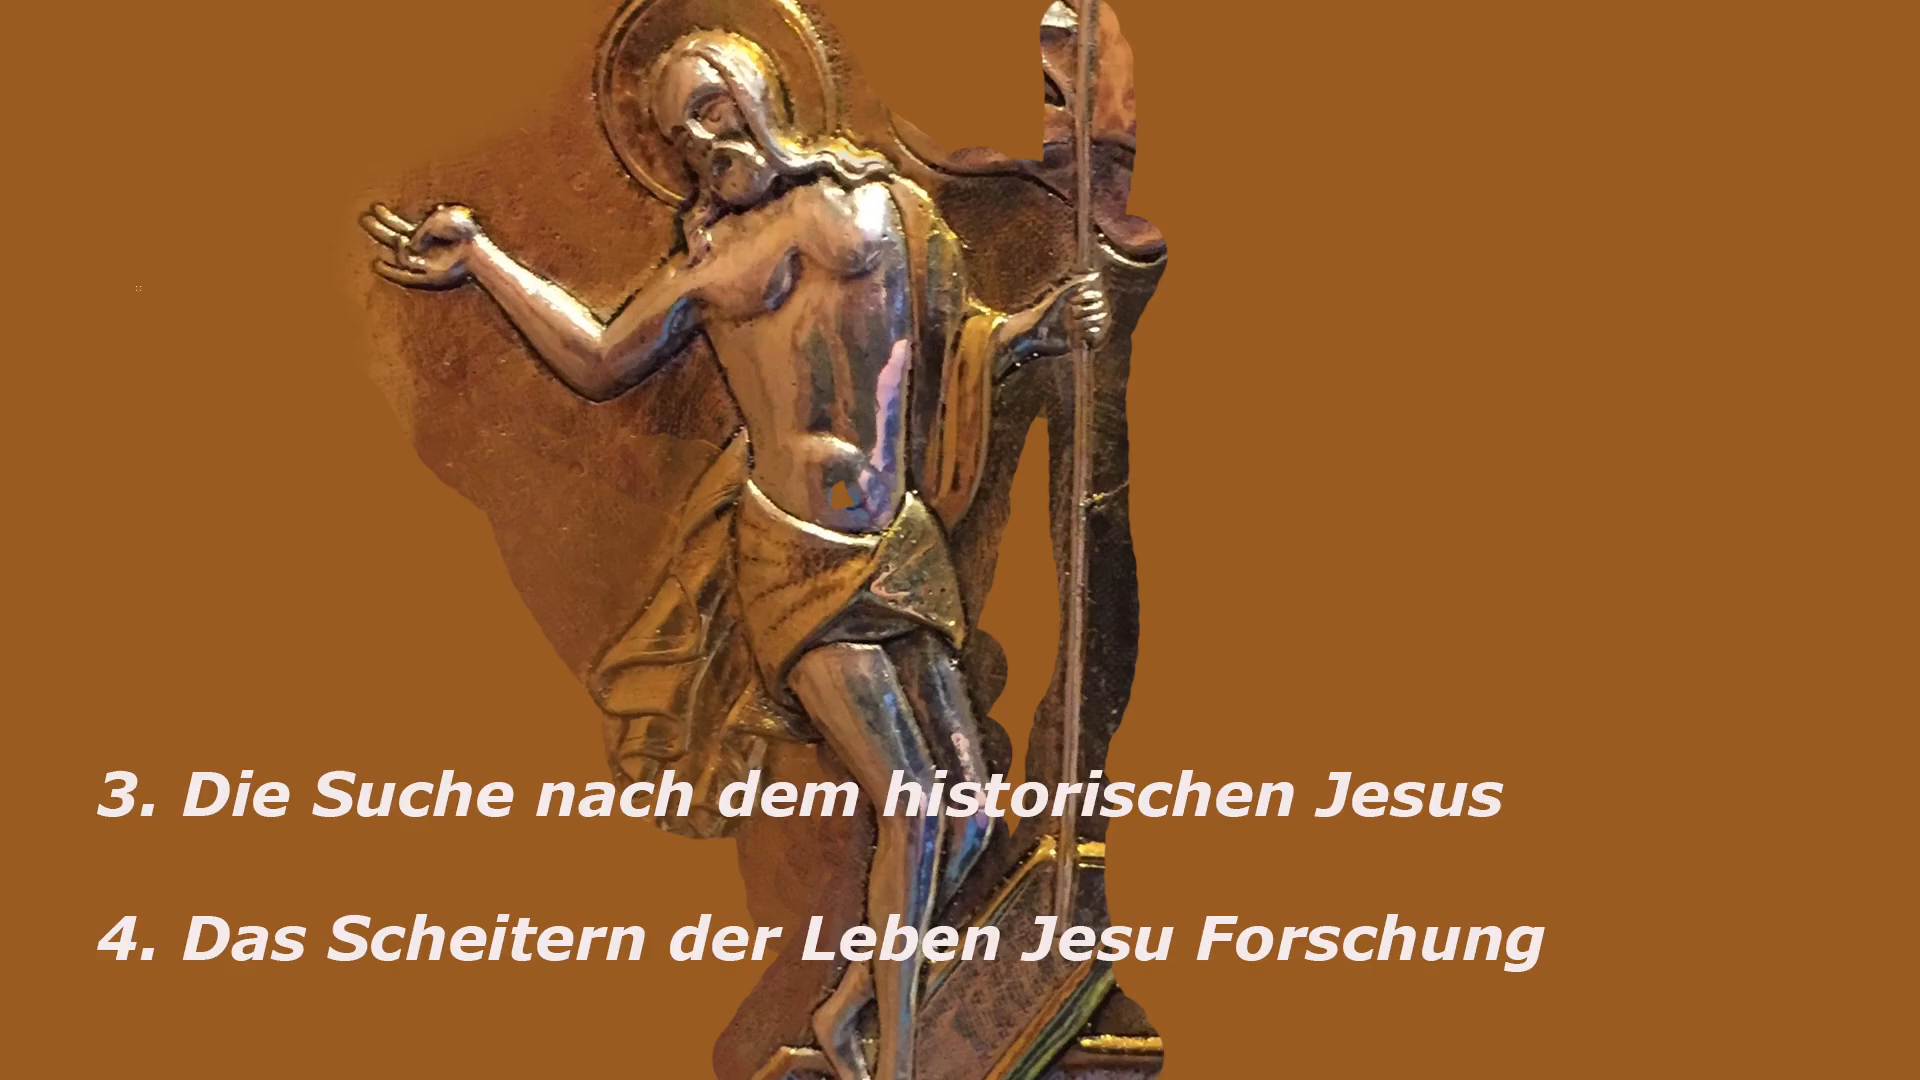 3. Die Suche nach dem historischen Jesus
4. Das Scheitern der Leben Jesu Forschung